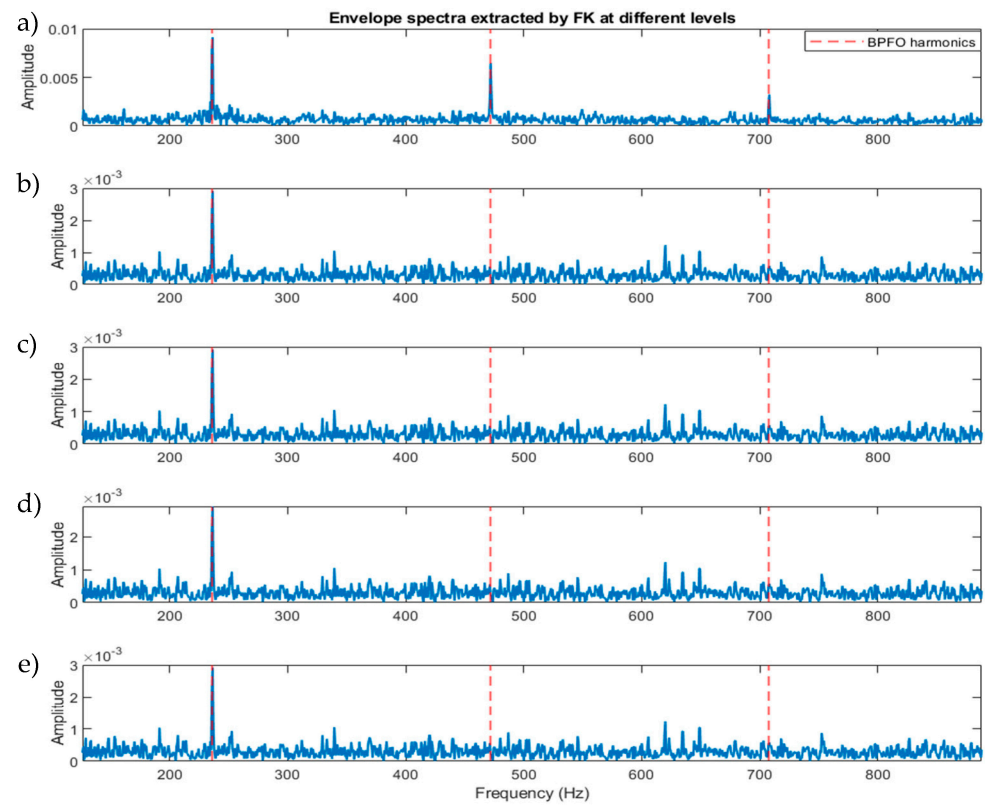 a)
Envelope spectra extracted by FK at different levels
Amplitude
0.01
0.005
0
BPFO harmonics
200 300 400 500 600 700 800
b)
×10-3
Amplitude
3
2
1
0
200 300 400 500 600 700 800
c)
×10-3
Amplitude
3
2
1
0
200 300 400 500 600 700 800
d)
×10-3
Amplitude
2
1
0
200 300 400 500 600 700 800
e)
×10-3
Amplitude
3
2
1
0
200 300 400 500 600 700 800
Frequency (Hz)